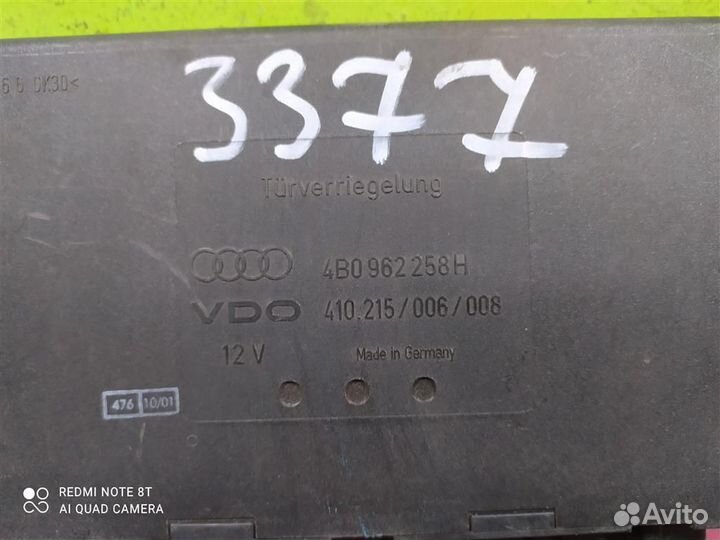 3377
Türverriegelung
4B0 962 258 H
VDO 410.215/006/008
12 V Made in Germany
476 10/01
REDMI NOTE 8T
AI QUAD CAMERA
Avito